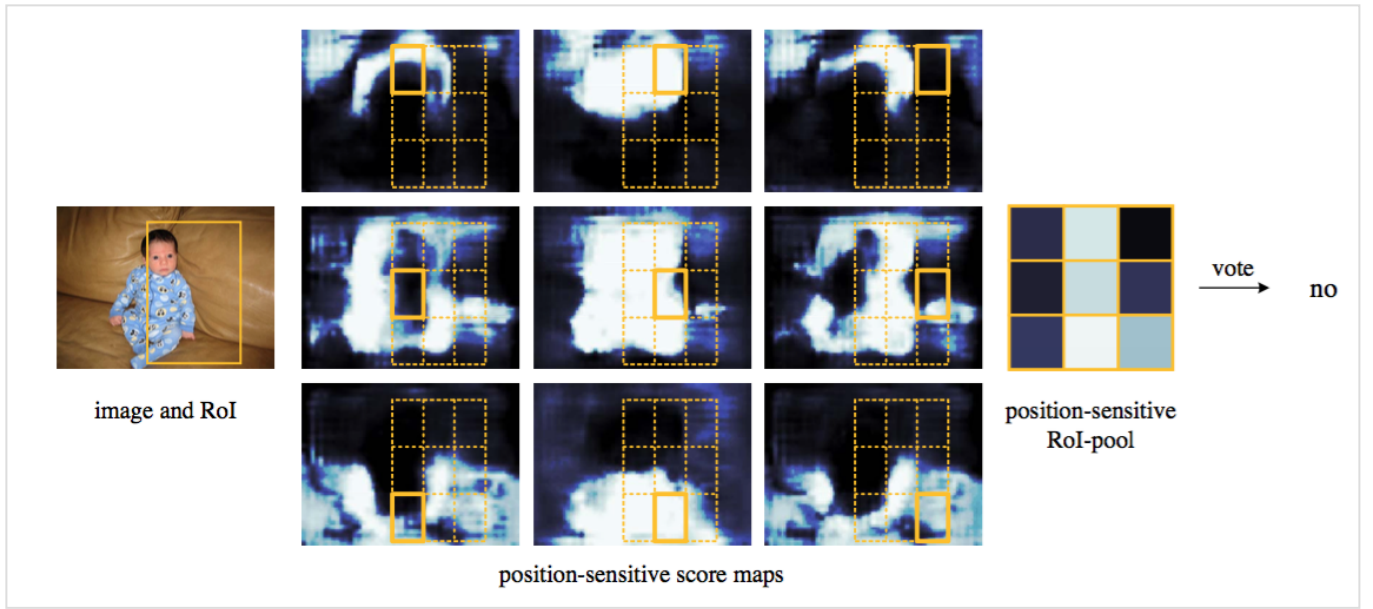 image and RoI
position-sensitive score maps
position-sensitive
RoI-pool
vote
no